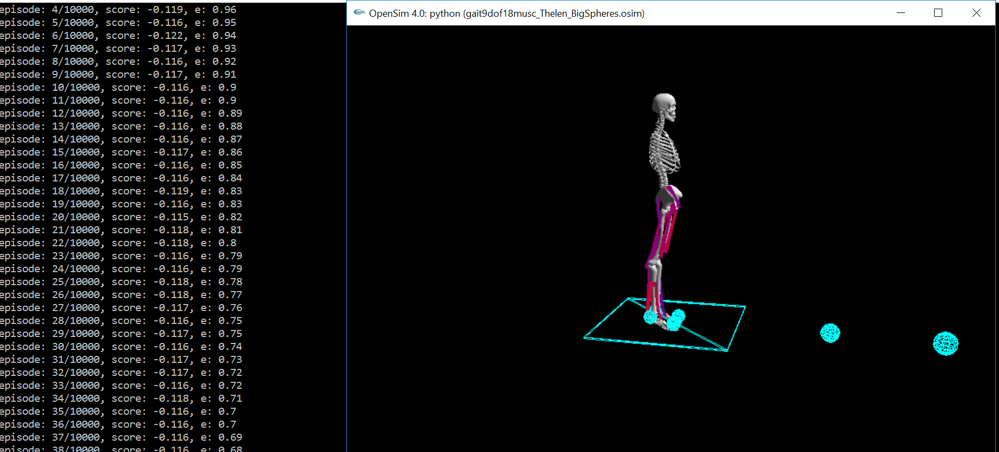 episode: 4/10000, score: -0.119, e: 0.96
episode: 5/10000, score: -0.116, e: 0.95
episode: 6/10000, score: -0.122, e: 0.94
episode: 7/10000, score: -0.117, e: 0.93
episode: 8/10000, score: -0.116, e: 0.92
episode: 9/10000, score: -0.117, e: 0.91
episode: 10/10000, score: -0.116, e: 0.9
episode: 11/10000, score: -0.116, e: 0.9
episode: 12/10000, score: -0.116, e: 0.89
episode: 13/10000, score: -0.116, e: 0.88
episode: 14/10000, score: -0.116, e: 0.87
episode: 15/10000, score: -0.117, e: 0.86
episode: 16/10000, score: -0.116, e: 0.85
episode: 17/10000, score: -0.116, e: 0.84
episode: 18/10000, score: -0.119, e: 0.83
episode: 19/10000, score: -0.116, e: 0.83
episode: 20/10000, score: -0.115, e: 0.82
episode: 21/10000, score: -0.118, e: 0.81
episode: 22/10000, score: -0.118, e: 0.8
episode: 23/10000, score: -0.116, e: 0.79
episode: 24/10000, score: -0.116, e: 0.79
episode: 25/10000, score: -0.118, e: 0.78
episode: 26/10000, score: -0.118, e: 0.77
episode: 27/10000, score: -0.117, e: 0.76
episode: 28/10000, score: -0.116, e: 0.75
episode: 29/10000, score: -0.117, e: 0.75
episode: 30/10000, score: -0.116, e: 0.74
episode: 31/10000, score: -0.117, e: 0.73
episode: 32/10000, score: -0.117, e: 0.72
episode: 33/10000, score: -0.116, e: 0.72
episode: 34/10000, score: -0.118, e: 0.71
episode: 35/10000, score: -0.116, e: 0.7
episode: 36/10000, score: -0.116, e: 0.7
episode: 37/10000, score: -0.116, e: 0.69
episode: 38/10000, score: -0.116, e: 0.68
OpenSim 4.0: python (gait9dof18musc_Thelen_BigSpheres.osim)